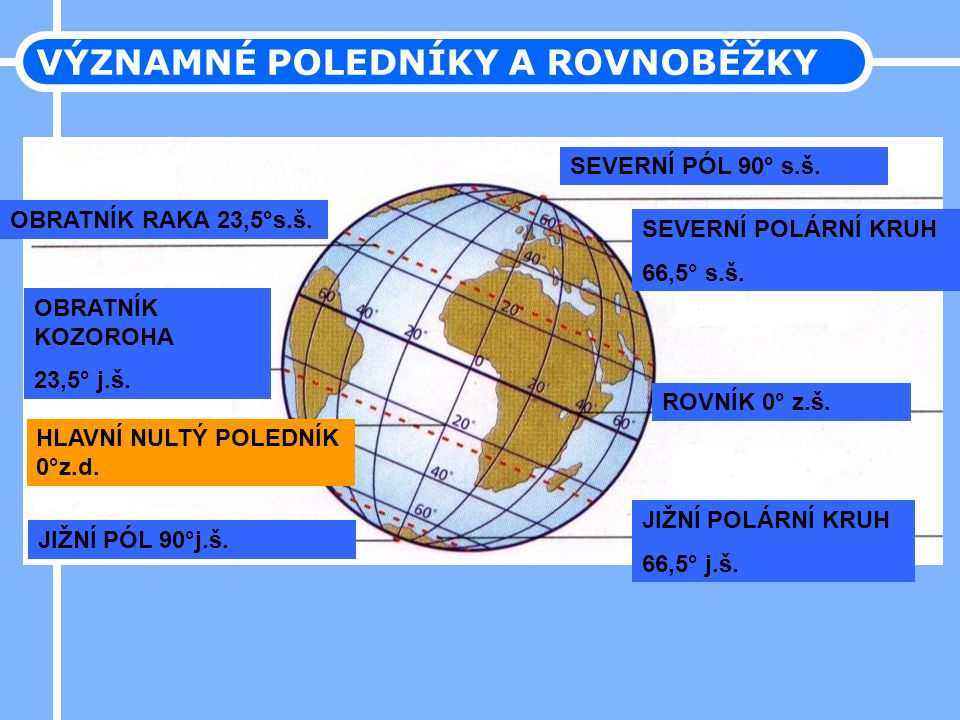 VÝZNAMNÉ POLEDNÍKY A ROVNOBĚŽKY
SEVERNÍ PÓL 90° s.š.
OBRATNÍK RAKA 23,5°s.š.
SEVERNÍ POLÁRNÍ KRUH
66,5° s.š.
OBRATNÍK
KOZOROHA
23,5° j.š.
ROVNÍK 0° z.š.
HLAVNÍ NULTÝ POLEDNÍK
0°z.d.
JIŽNÍ PÓL 90°j.š.
JIŽNÍ POLÁRNÍ KRUH
66,5° j.š.
60°
40°
20°
60°
40°
20°
0
20°
40°
60°
20°
40°
60°